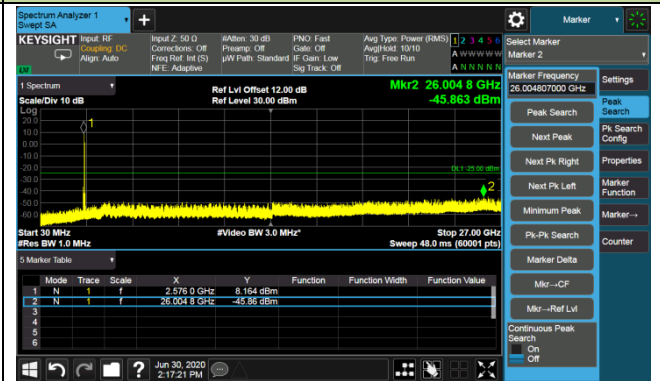 Spectrum Analyzer 1
Swept SA
Marker
KEYSIGHT
Input: RF
Coupling: DC
Align: Auto
Input Z: 50 Ω
Corrections: Off
Freq Ref: Int (S)
NFE: Adaptive
#Atten: 30 dB
Preamp: Off
µW Path: Standard
PNO: Fast
Gate: Off
IF Gain: Low
Sig Track: Off
Avg Type: Power (RMS)
Avg|Hold: 10/10
Trig: Free Run
1 2 3 4 5 6
A W W W W W
A N N N N N
Select Marker
Marker 2
1 Spectrum
Scale/Div 10 dB
Log
Ref Lvl Offset 12.00 dB
Ref Level 30.00 dBm
Mkr2 26.004 8 GHz
-45.863 dBm
20.0
10.0
0.00
-10.0
-20.0
-30.0
-40.0
-50.0
-60.0
1
DL1 -25.00 dBm
2
Start 30 MHz
#Res BW 1.0 MHz
#Video BW 3.0 MHz*
Stop 27.00 GHz
Sweep 48.0 ms (60001 pts)
5 Marker Table
Mode Trace Scale X Y Function Function Width Function Value
1 N 1 f 2.576 0 GHz 8.164 dBm
2 N 1 f 26.004 8 GHz -45.86 dBm
3
4
5
6
Marker Frequency
26.004807000 GHz
Peak Search
Next Peak
Next Pk Right
Next Pk Left
Minimum Peak
Pk-Pk Search
Marker Delta
Mkr→CF
Mkr→Ref Lvl
Continuous Peak
Search
On
Off
Settings
Peak
Search
Pk Search
Config
Properties
Marker
Function
Marker→
Counter
Jun 30, 2020
2:17:21 PM